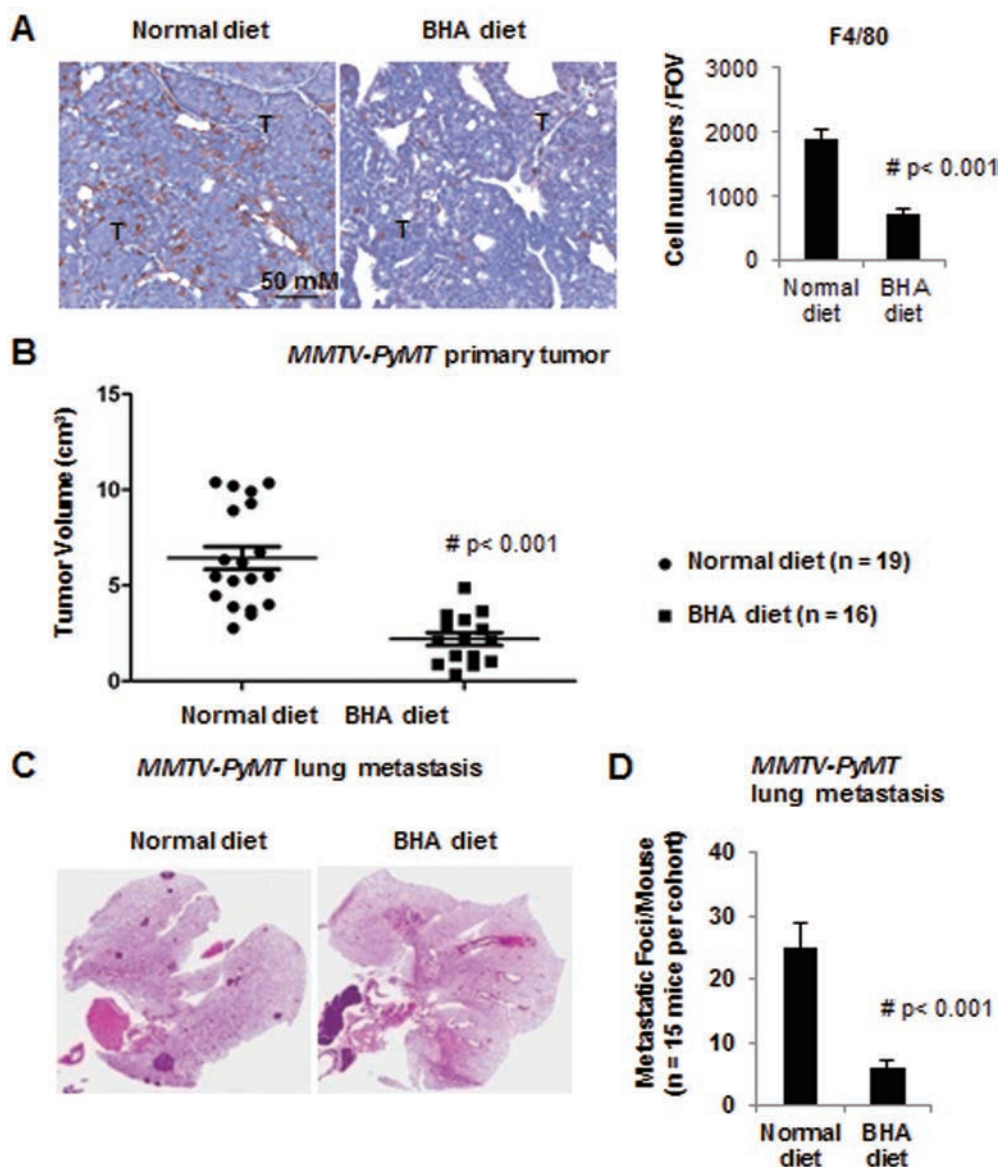 A
Normal diet
BHA diet
T
T
50 mM
T
T
F4/80
Cell numbers / FOV
3000
2000
1000
0
# p< 0.001
Normal diet
BHA diet
B
MMTV-PyMT primary tumor
Tumor Volume (cm³)
15
10
5
0
# p< 0.001
Normal diet BHA diet
Normal diet (n = 19)
BHA diet (n = 16)
C
MMTV-PyMT lung metastasis
Normal diet
BHA diet
D
MMTV-PyMT
lung metastasis
Metastatic Foci/Mouse
(n = 15 mice per cohort)
40
30
20
10
0
# p< 0.001
Normal diet
BHA diet